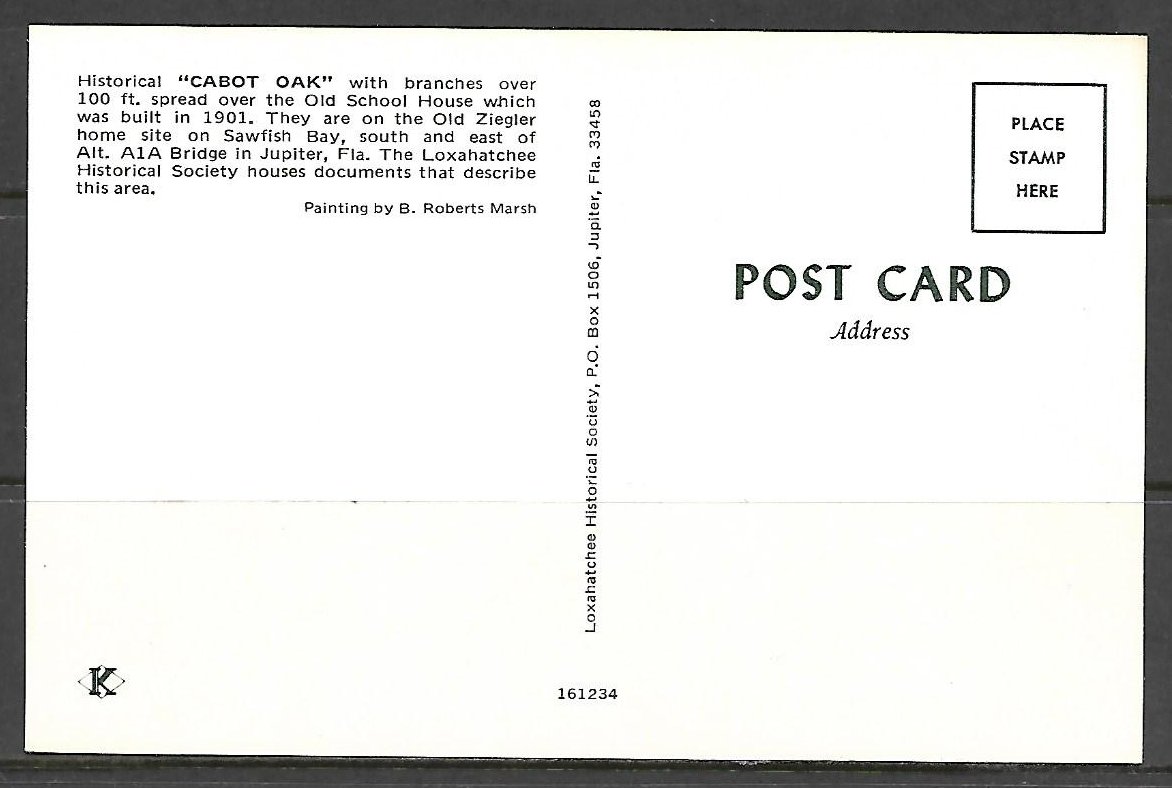 Historical “CABOT OAK” with branches over
100 ft. spread over the Old School House which
was built in 1901. They are on the Old Ziegler
home site on Sawfish Bay, south and east of
Alt. A1A Bridge in Jupiter, Fla. The Loxahatchee
Historical Society houses documents that describe
this area.
Painting by B. Roberts Marsh
Loxahatchee Historical Society, P.O. Box 1506, Jupiter, Fla. 33458
PLACE
STAMP
HERE
POST CARD
Address
K
161234